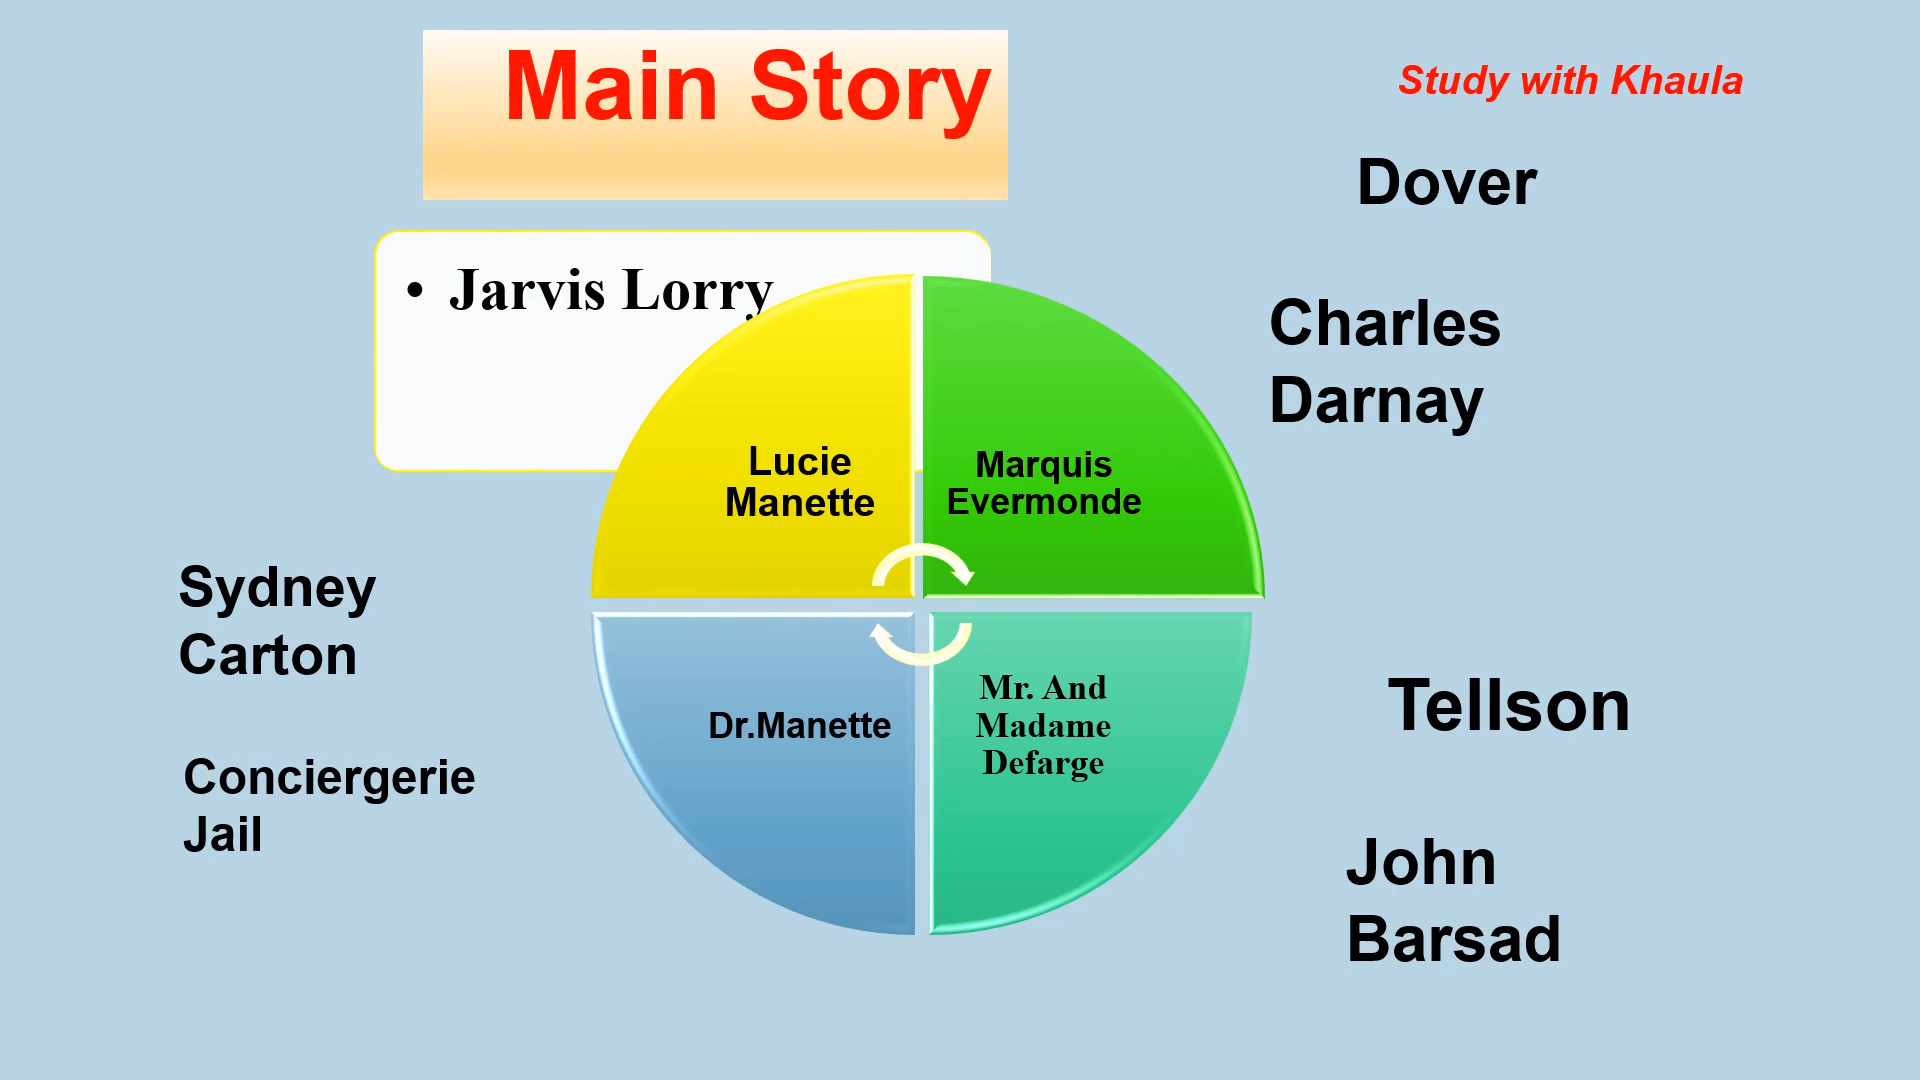 Main Story
Study with Khaula
Dover
• Jarvis Lorry
Charles
Darnay
Lucie
Manette
Marquis
Evermonde
Sydney
Carton
Dr.Manette
Mr. And
Madame
Defarge
Tellson
Conciergerie
Jail
John
Barsad